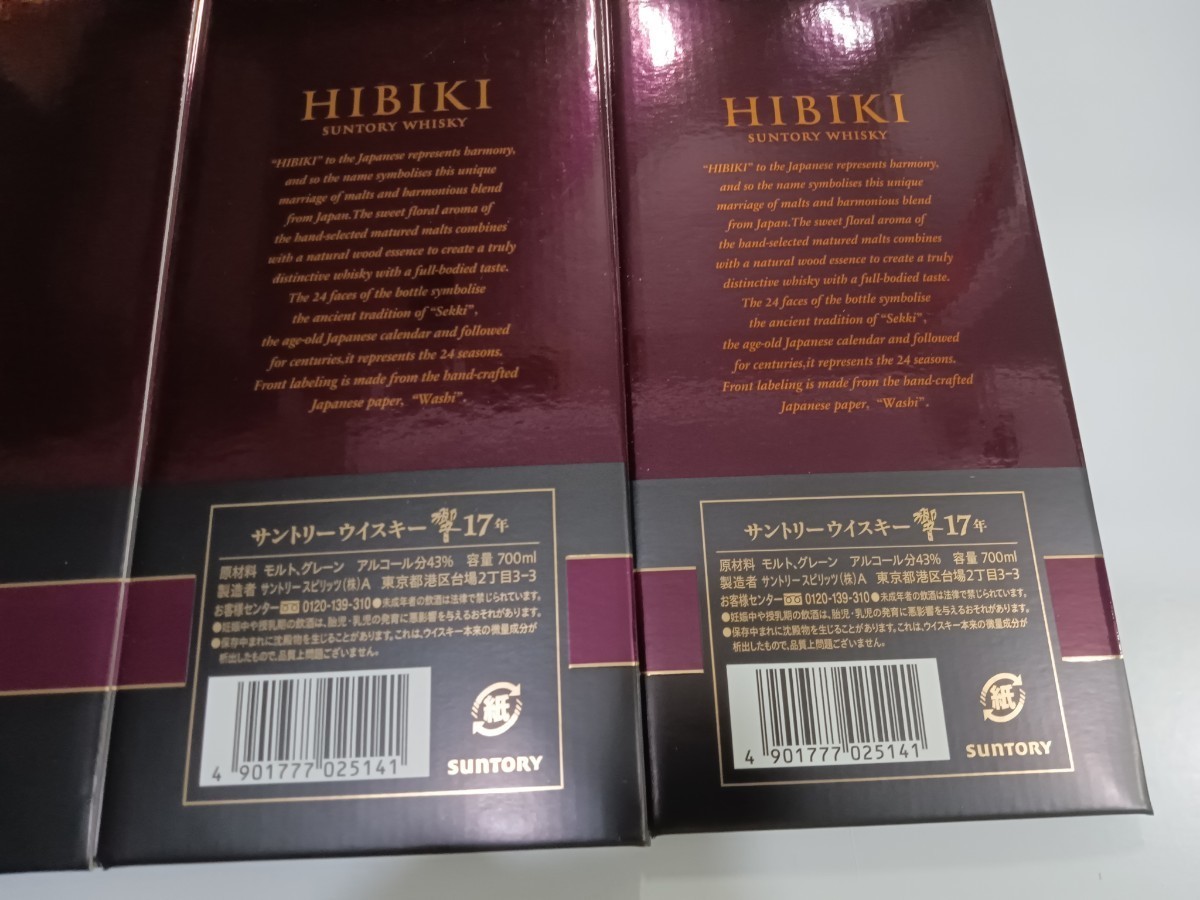 HIBIKI
SUNTORY WHISKY
"HIBIKI" to the Japanese represents harmony,
and so the name symbolises this unique
marriage of malts and harmonious blend
from Japan.The sweet floral aroma of
the hand-selected matured malts combines
with a natural wood essence to create a truly
distinctive whisky with a full-bodied taste.
The 24 faces of the bottle symbolise
the ancient tradition of "Sekki",
the age-old Japanese calendar and followed
for centuries,it represents the 24 seasons.
Front labeling is made from the hand-crafted
Japanese paper, "Washi".
サントリーウイスキー 響 17年
原材料 モルト、グレーン アルコール分43% 容量 700ml
製造者 サントリースピリッツ(株)A 東京都港区台場2丁目3-3
お客様センター 0120-139-310 ●未成年者の飲酒は法律で禁じられています。
●妊娠中や授乳期の飲酒は、胎児・乳児の発育に悪影響を与えるおそれがあります。
●保存中まれに沈殿物を生じることがあります。これは、ウイスキー本来の微量成分が
析出したもので、品質上問題ございません。
紙
4 901777 025141
SUNTORY
HIBIKI
SUNTORY WHISKY
"HIBIKI" to the Japanese represents harmony,
and so the name symbolises this unique
marriage of malts and harmonious blend
from Japan.The sweet floral aroma of
the hand-selected matured malts combines
with a natural wood essence to create a truly
distinctive whisky with a full-bodied taste.
The 24 faces of the bottle symbolise
the ancient tradition of "Sekki",
the age-old Japanese calendar and followed
for centuries,it represents the 24 seasons.
Front labeling is made from the hand-crafted
Japanese paper, "Washi".
サントリーウイスキー 響 17年
原材料 モルト、グレーン アルコール分43% 容量 700ml
製造者 サントリースピリッツ(株)A 東京都港区台場2丁目3-3
お客様センター 0120-139-310 ●未成年者の飲酒は法律で禁じられています。
●妊娠中や授乳期の飲酒は、胎児・乳児の発育に悪影響を与えるおそれがあります。
●保存中まれに沈殿物を生じることがあります。これは、ウイスキー本来の微量成分が
析出したもので、品質上問題ございません。
紙
4 901777 025141
SUNTORY